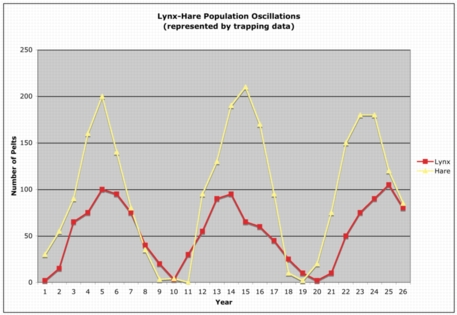 Lynx-Hare Population Oscillations
(represented by trapping data)
250
200
150
100
50
0
Number of Pelts
1 2 3 4 5 6 7 8 9 10 11 12 13 14 15 16 17 18 19 20 21 22 23 24 25 26
Year
Lynx
Hare